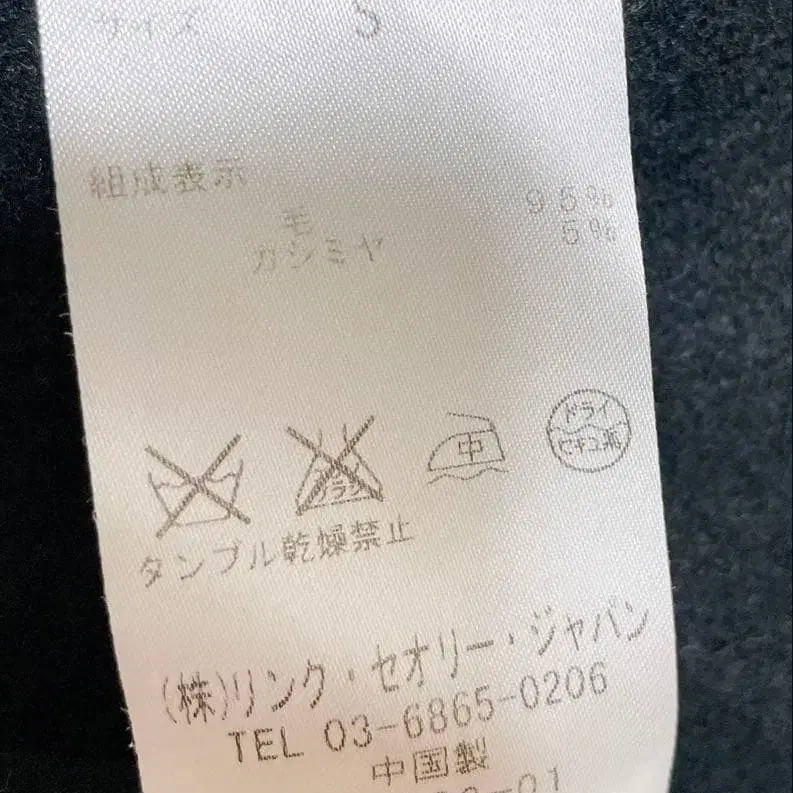 サイズ S
組成表示
毛 95%
カシミヤ 5%
中 ドライ
セキユ系
タンブル乾燥禁止
(株)リンク・セオリー・ジャパン
TEL 03-6865-0206
中国製